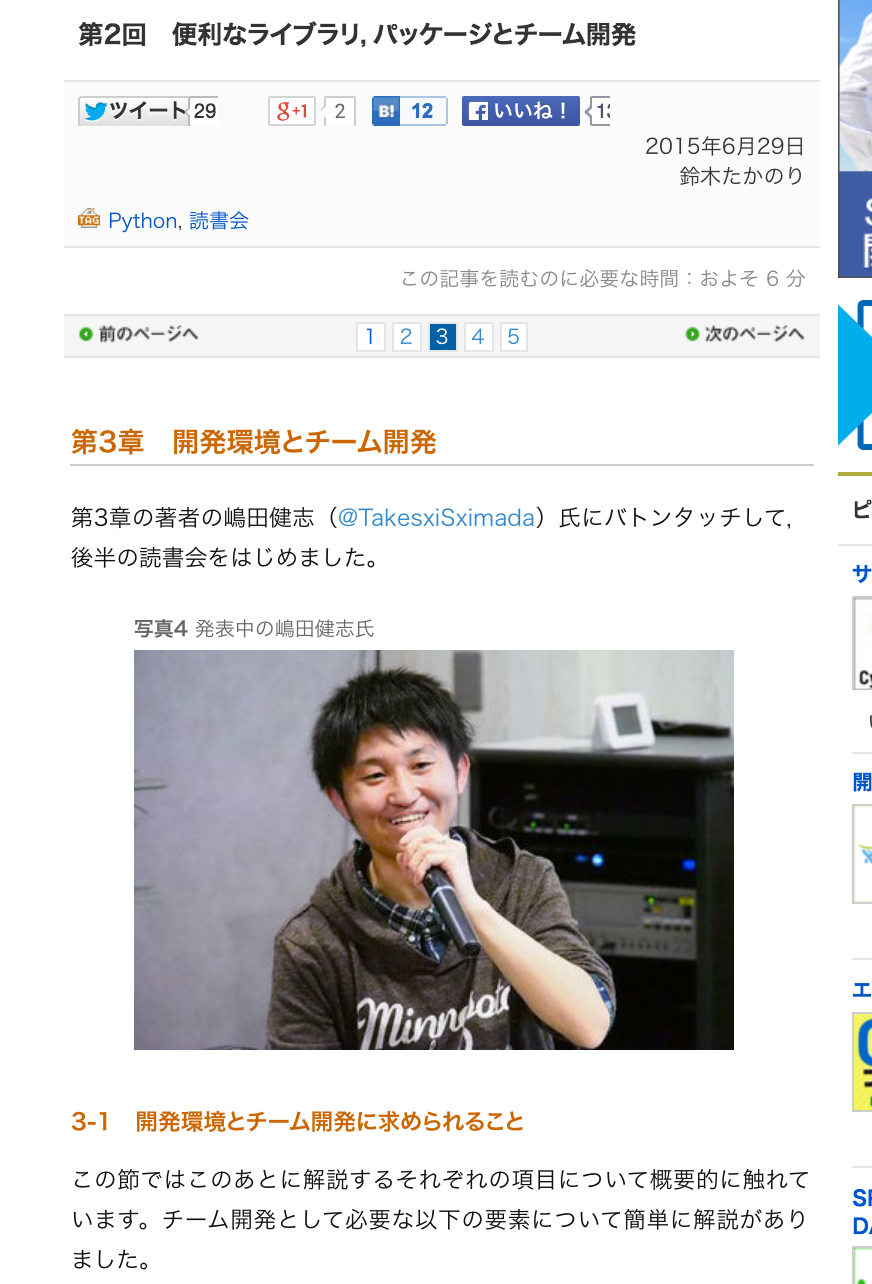 第2回　便利なライブラリ, パッケージとチーム開発
ツイート 29
g+1 2
B! 12
いいね！
2015年6月29日
鈴木たかのり
TAG Python, 読書会
この記事を読むのに必要な時間：およそ 6 分
前のページへ 1 2 3 4 5 次のページへ
第3章　開発環境とチーム開発
第3章の著者の嶋田健志（@TakesxiSximada）氏にバトンタッチして,
後半の読書会をはじめました。
写真4 発表中の嶋田健志氏
Minnesota
3-1　開発環境とチーム開発に求められること
この節ではこのあとに解説するそれぞれの項目について概要的に触れて
います。チーム開発として必要な以下の要素について簡単に解説があり
ました。
ピ
サ
開
エ